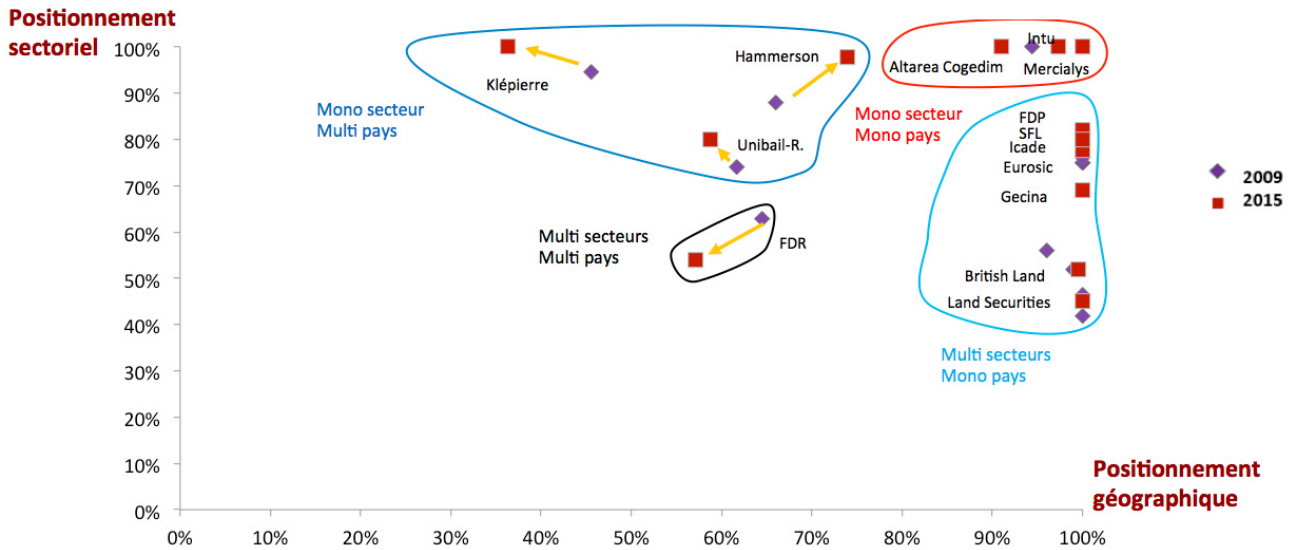 Positionnement
sectoriel
100%
90%
80%
70%
60%
50%
40%
30%
20%
10%
0%
0%
10%
20%
30%
40%
50%
60%
70%
80%
90%
100%
Klépierre
Mono secteur
Multi pays
Hammerson
Unibail-R.
Multi secteurs
Multi pays
FDR
Intu
Altarea Cogedim
Mercialys
Mono secteur
Mono pays
FDP
SFL
Icade
Eurosic
Gecina
British Land
Land Securities
Multi secteurs
Mono pays
2009
2015
Positionnement
géographique